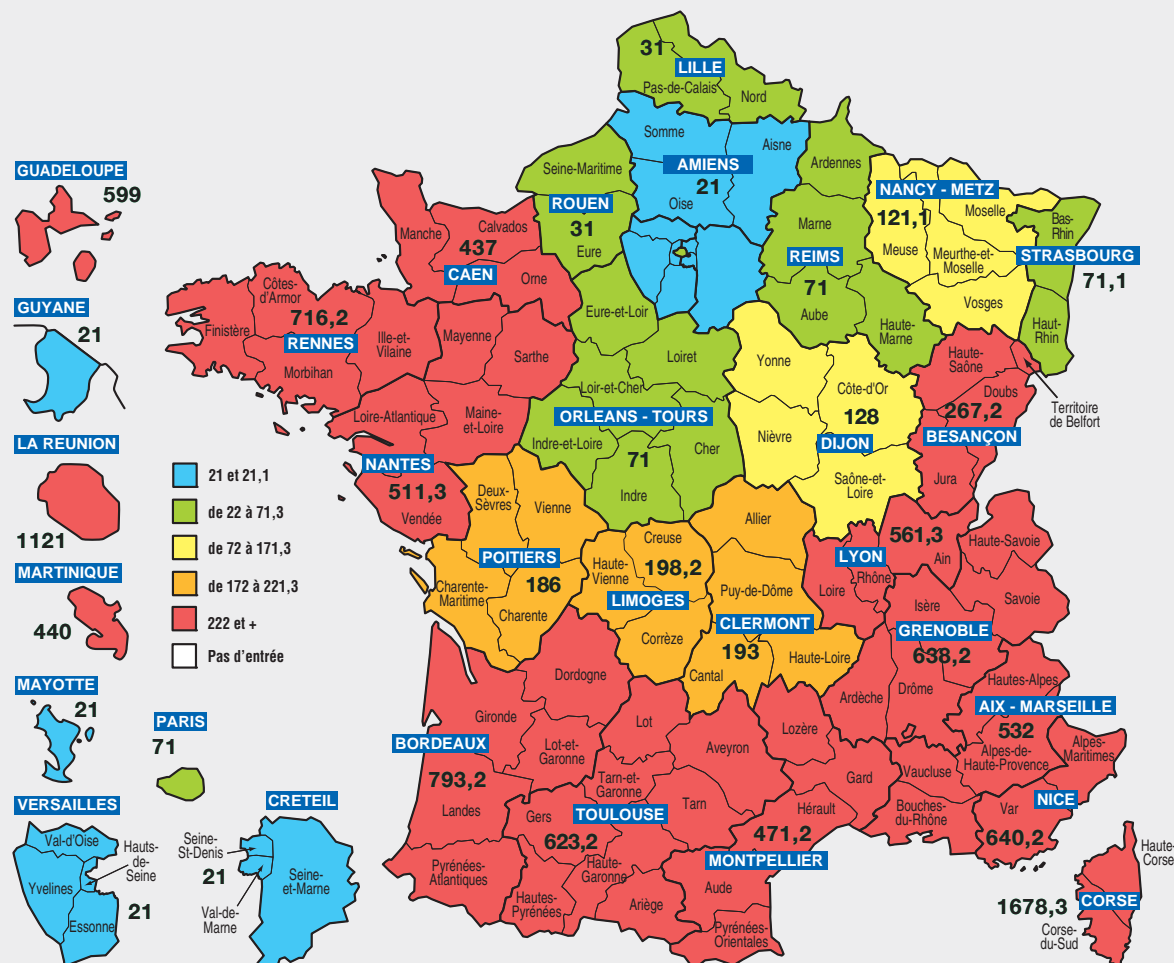 31
LILLE
Pas-de-Calais
Nord
Somme
Aisne
AMIENS
21
Oise
Seine-Maritime
ROUEN
31
Eure
Ardennes
Marne
REIMS
71
Aube
Haute-
Marne
NANCY - METZ
121,1
Moselle
Meuse
Meurthe-et-
Moselle
Vosges
Bas-
Rhin
STRASBOURG
71,1
Haut-
Rhin
GUADELOUPE
599
GUYANE
21
LA REUNION
1121
MARTINIQUE
440
MAYOTTE
21
PARIS
71
VERSAILLES
Val-d'Oise
Hauts-
de-
Seine
Yvelines
21
Essonne
CRETEIL
Seine-
St-Denis
21
Val-de-
Marne
Seine-
et-Marne
21 et 21,1
de 22 à 71,3
de 72 à 171,3
de 172 à 221,3
222 et +
Pas d'entrée
Manche
Calvados
437
CAEN
Orne
Côtes-
d'Armor
Finistère
716,2
RENNES
Ille-et-
Vilaine
Morbihan
Mayenne
Sarthe
Loire-Atlantique
Maine-
et-Loire
NANTES
511,3
Vendée
Eure-et-Loir
Loiret
Loir-et-Cher
ORLEANS - TOURS
Indre-et-Loire
71
Cher
Indre
Yonne
Côte-d'Or
128
DIJON
Nièvre
Saône-et-
Loire
Haute-
Saône
Doubs
267,2
BESANÇON
Jura
Territoire
de Belfort
Deux-
Sèvres
Vienne
POITIERS
186
Charente-
Maritime
Charente
Creuse
Haute-
Vienne
198,2
LIMOGES
Corrèze
Allier
Puy-de-Dôme
CLERMONT
193
Cantal
Haute-Loire
561,3
LYON
Ain
Loire
Rhône
Haute-Savoie
Savoie
Isère
GRENOBLE
638,2
Ardèche
Drôme
Hautes-Alpes
AIX - MARSEILLE
532
Alpes-de-
Haute-Provence
Vaucluse
Bouches-
du-Rhône
Alpes-
Maritimes
Var
NICE
640,2
Dordogne
Gironde
BORDEAUX
793,2
Lot-et-
Garonne
Landes
Pyrénées-
Atlantiques
Lot
Aveyron
Tarn-et-
Garonne
Tarn
Gers
TOULOUSE
623,2
Haute-
Garonne
Hautes-
Pyrénées
Ariège
Lozère
Gard
Hérault
471,2
MONTPELLIER
Aude
Pyrénées-
Orientales
Haute-
Corse
1678,3
CORSE
Corse-
du-Sud